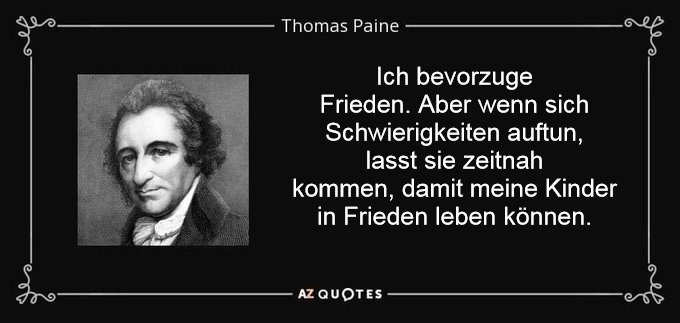 Thomas Paine
Ich bevorzuge
Frieden. Aber wenn sich
Schwierigkeiten auftun,
lasst sie zeitnah
kommen, damit meine Kinder
in Frieden leben können.
AZ QUOTES